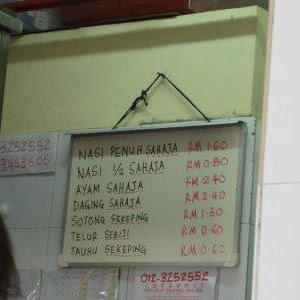 3252552
3463606
NASI PENUH SAHAJA RM 1.60
NASI 1/2 SAHAJA RM 0.80
AYAM SAHAJA RM 2.40
DAGING SAHAJA RM 2.40
SOTONG SEKEPING RM 1.30
TELUR SEBIJI RM 0.60
TAUHU SEKEPING RM 0.60
012-3252552